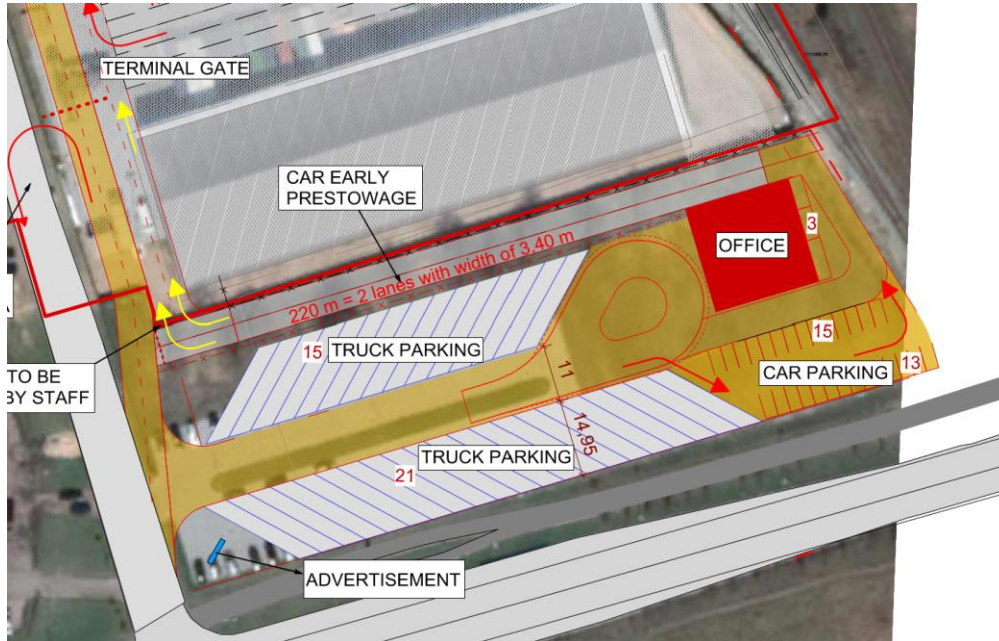 TERMINAL GATE
CAR EARLY
PRESTOWAGE
3
OFFICE
220 m = 2 lanes with width of 3.40 m
15
TRUCK PARKING
15
CAR PARKING
13
TO BE
BY STAFF
11
14,95
TRUCK PARKING
21
ADVERTISEMENT